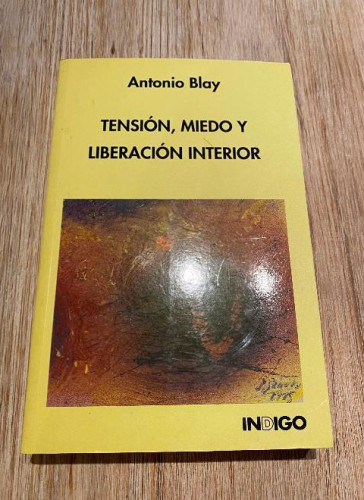 Antonio Blay
TENSIÓN, MIEDO Y
LIBERACIÓN INTERIOR
INDIGO